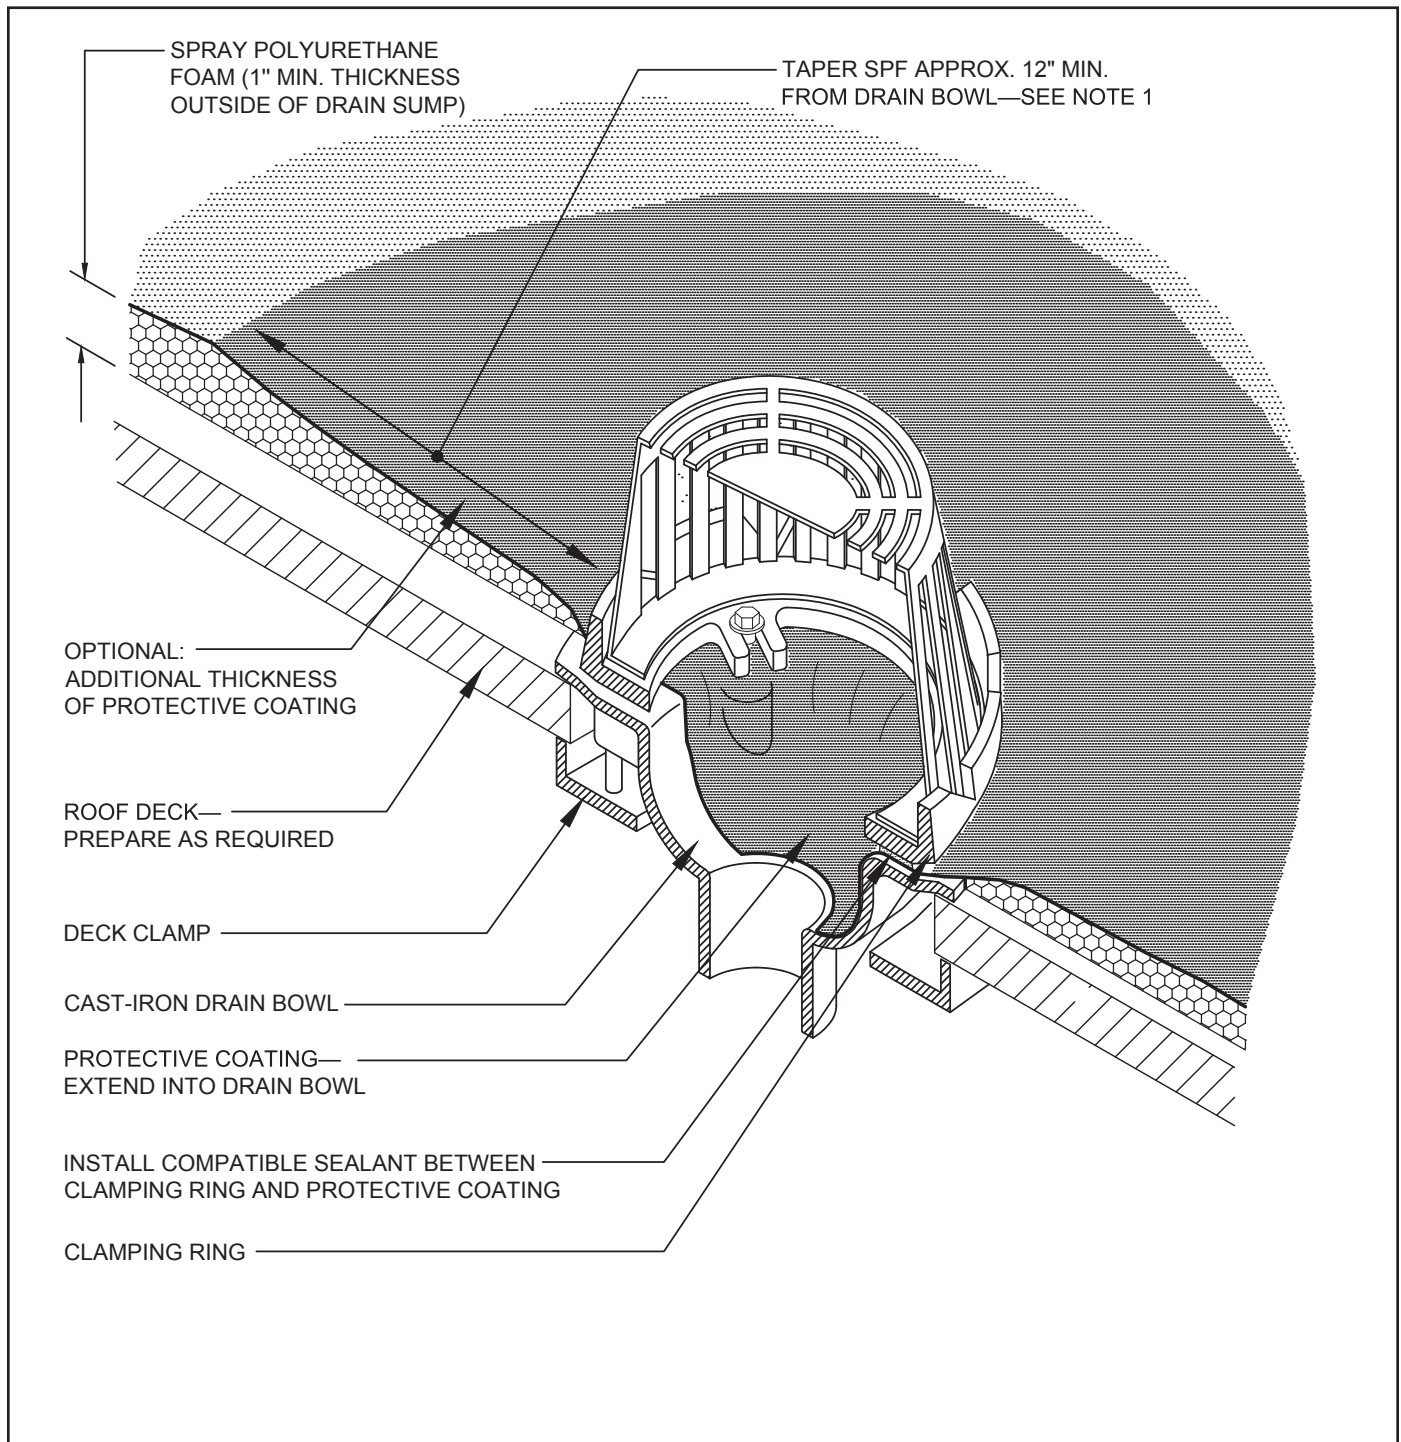 SPRAY POLYURETHANE
FOAM (1" MIN. THICKNESS
OUTSIDE OF DRAIN SUMP)
TAPER SPF APPROX. 12" MIN.
FROM DRAIN BOWL—SEE NOTE 1
OPTIONAL:
ADDITIONAL THICKNESS
OF PROTECTIVE COATING
ROOF DECK—
PREPARE AS REQUIRED
DECK CLAMP
CAST-IRON DRAIN BOWL
PROTECTIVE COATING—
EXTEND INTO DRAIN BOWL
INSTALL COMPATIBLE SEALANT BETWEEN
CLAMPING RING AND PROTECTIVE COATING
CLAMPING RING